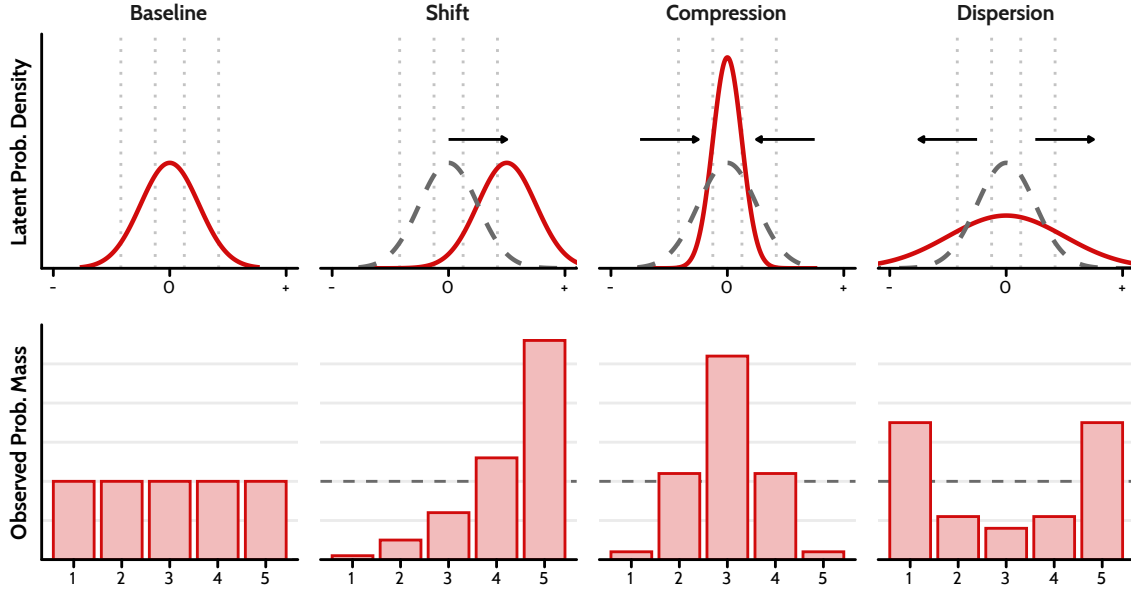 Baseline
Shift
Compression
Dispersion
Latent Prob. Density
- 0 +
- 0 +
- 0 +
- 0 +
Observed Prob. Mass
1 2 3 4 5
1 2 3 4 5
1 2 3 4 5
1 2 3 4 5